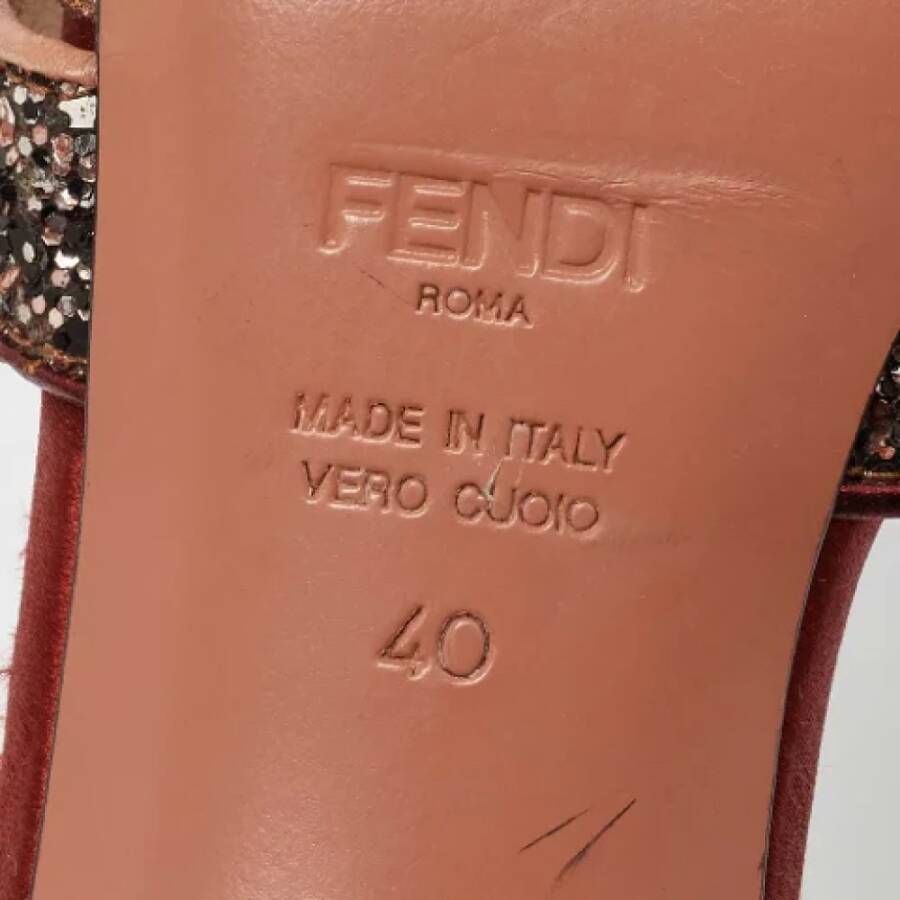 FENDI
ROMA
MADE IN ITALY
VERO CUOIO
40